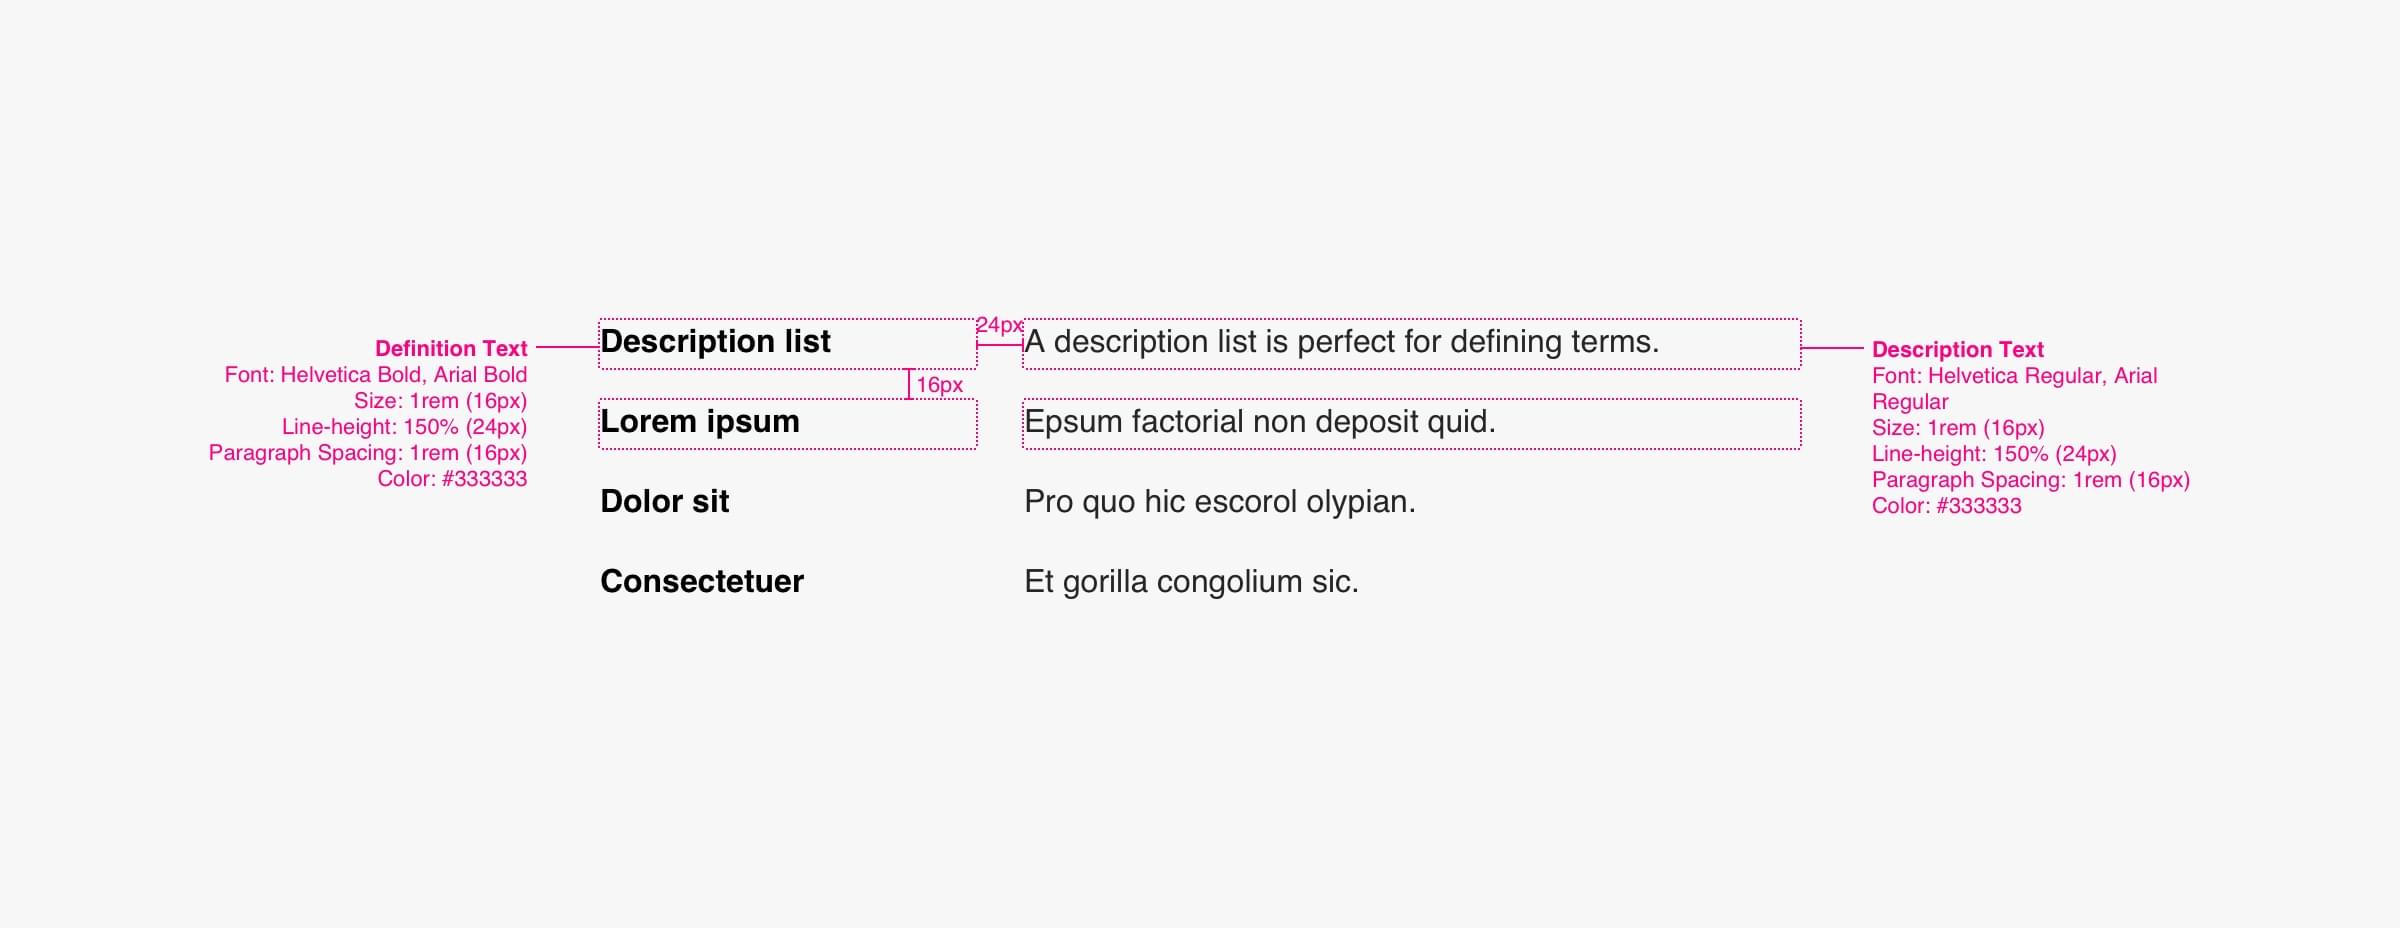 Definition Text
Font: Helvetica Bold, Arial Bold
Size: 1rem (16px)
Line-height: 150% (24px)
Paragraph Spacing: 1rem (16px)
Color: #333333
Description list
24px
A description list is perfect for defining terms.
16px
Lorem ipsum
Epsum factorial non deposit quid.
Dolor sit
Pro quo hic escorol olypian.
Consectetuer
Et gorilla congolium sic.
Description Text
Font: Helvetica Regular, Arial
Regular
Size: 1rem (16px)
Line-height: 150% (24px)
Paragraph Spacing: 1rem (16px)
Color: #333333